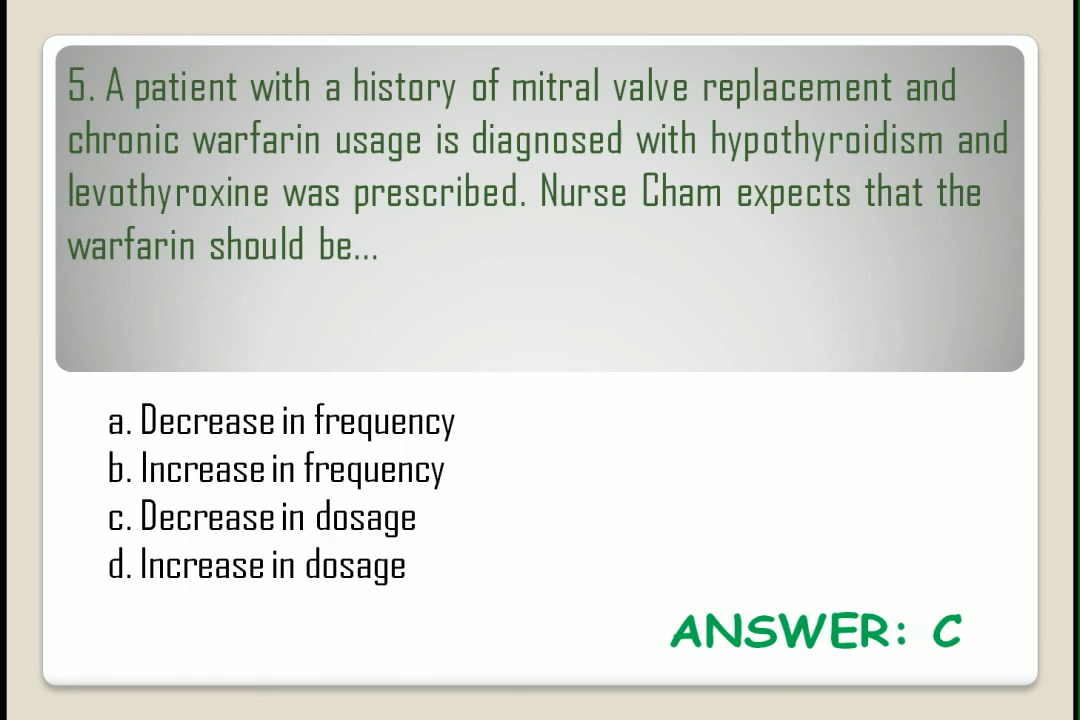 5. A patient with a history of mitral valve replacement and
chronic warfarin usage is diagnosed with hypothyroidism and
levothyroxine was prescribed. Nurse Cham expects that the
warfarin should be...
a. Decrease in frequency
b. Increase in frequency
c. Decrease in dosage
d. Increase in dosage
ANSWER: C